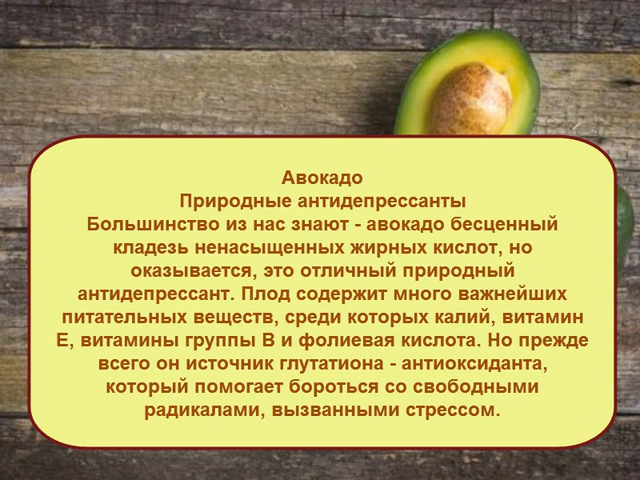 Авокадо
Природные антидепрессанты
Большинство из нас знают - авокадо бесценный
кладезь ненасыщенных жирных кислот, но
оказывается, это отличный природный
антидепрессант. Плод содержит много важнейших
питательных веществ, среди которых калий, витамин
Е, витамины группы В и фолиевая кислота. Но прежде
всего он источник глутатиона - антиоксиданта,
который помогает бороться со свободными
радикалами, вызванными стрессом.